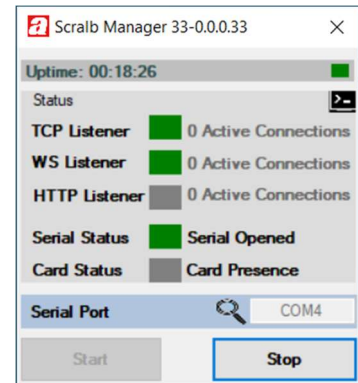 Scralb Manager 33-0.0.0.33
Uptime: 00:18:26
Status
TCP Listener 0 Active Connections
WS Listener 0 Active Connections
HTTP Listener 0 Active Connections
Serial Status Serial Opened
Card Status Card Presence
Serial Port COM4
Start Stop